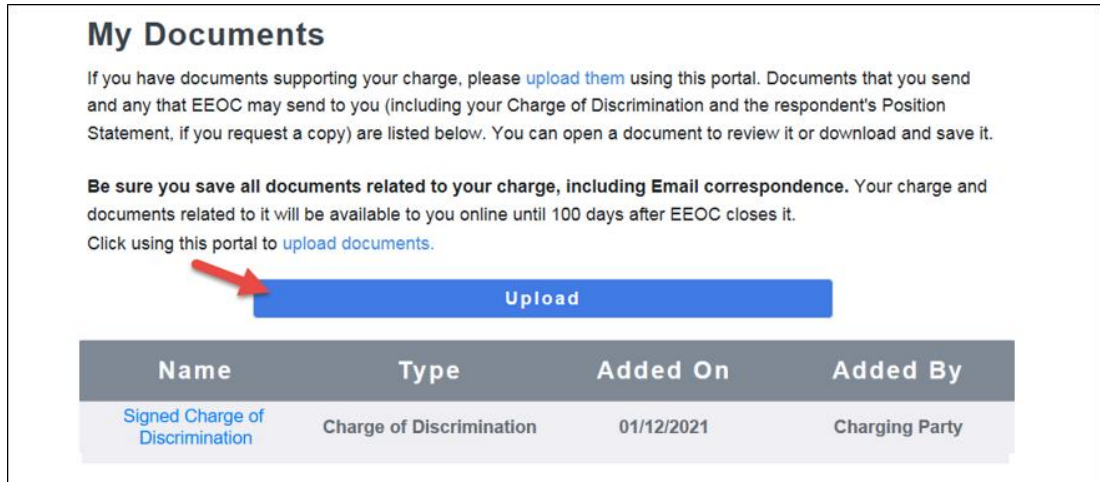 My Documents
If you have documents supporting your charge, please upload them using this portal. Documents that you send
and any that EEOC may send to you (including your Charge of Discrimination and the respondent's Position
Statement, if you request a copy) are listed below. You can open a document to review it or download and save it.
Be sure you save all documents related to your charge, including Email correspondence. Your charge and
documents related to it will be available to you online until 100 days after EEOC closes it.
Click using this portal to upload documents.
Upload
Name Type Added On Added By
Signed Charge of
Discrimination Charge of Discrimination 01/12/2021 Charging Party